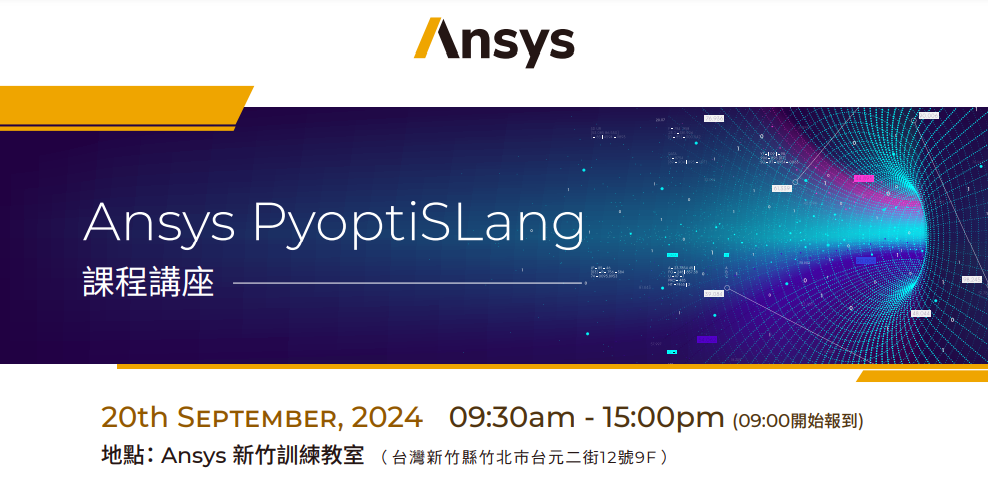 Ansys
Ansys PyoptiSLang
課程講座
20th September, 2024 09:30am - 15:00pm (09:00開始報到)
地點：Ansys 新竹訓練教室 （台灣新竹縣竹北市台元二街12號9F）